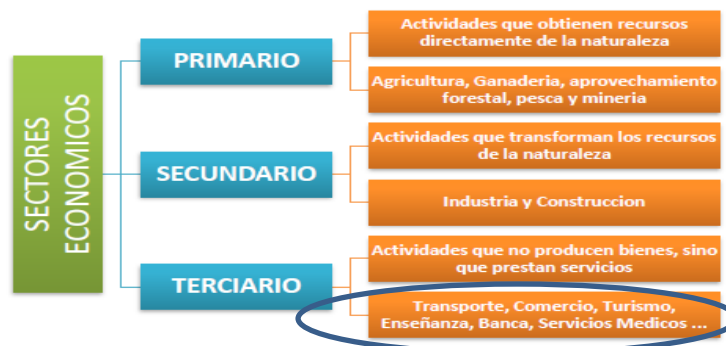 SECTORES
ECONOMICOS
PRIMARIO
Actividades que obtienen recursos
directamente de la naturaleza
Agricultura, Ganaderia, aprovechamiento
forestal, pesca y mineria
SECUNDARIO
Actividades que transforman los recursos
de la naturaleza
Industria y Construccion
TERCIARIO
Actividades que no producen bienes, sino
que prestan servicios
Transporte, Comercio, Turismo,
Enseñanza, Banca, Servicios Medicos ...